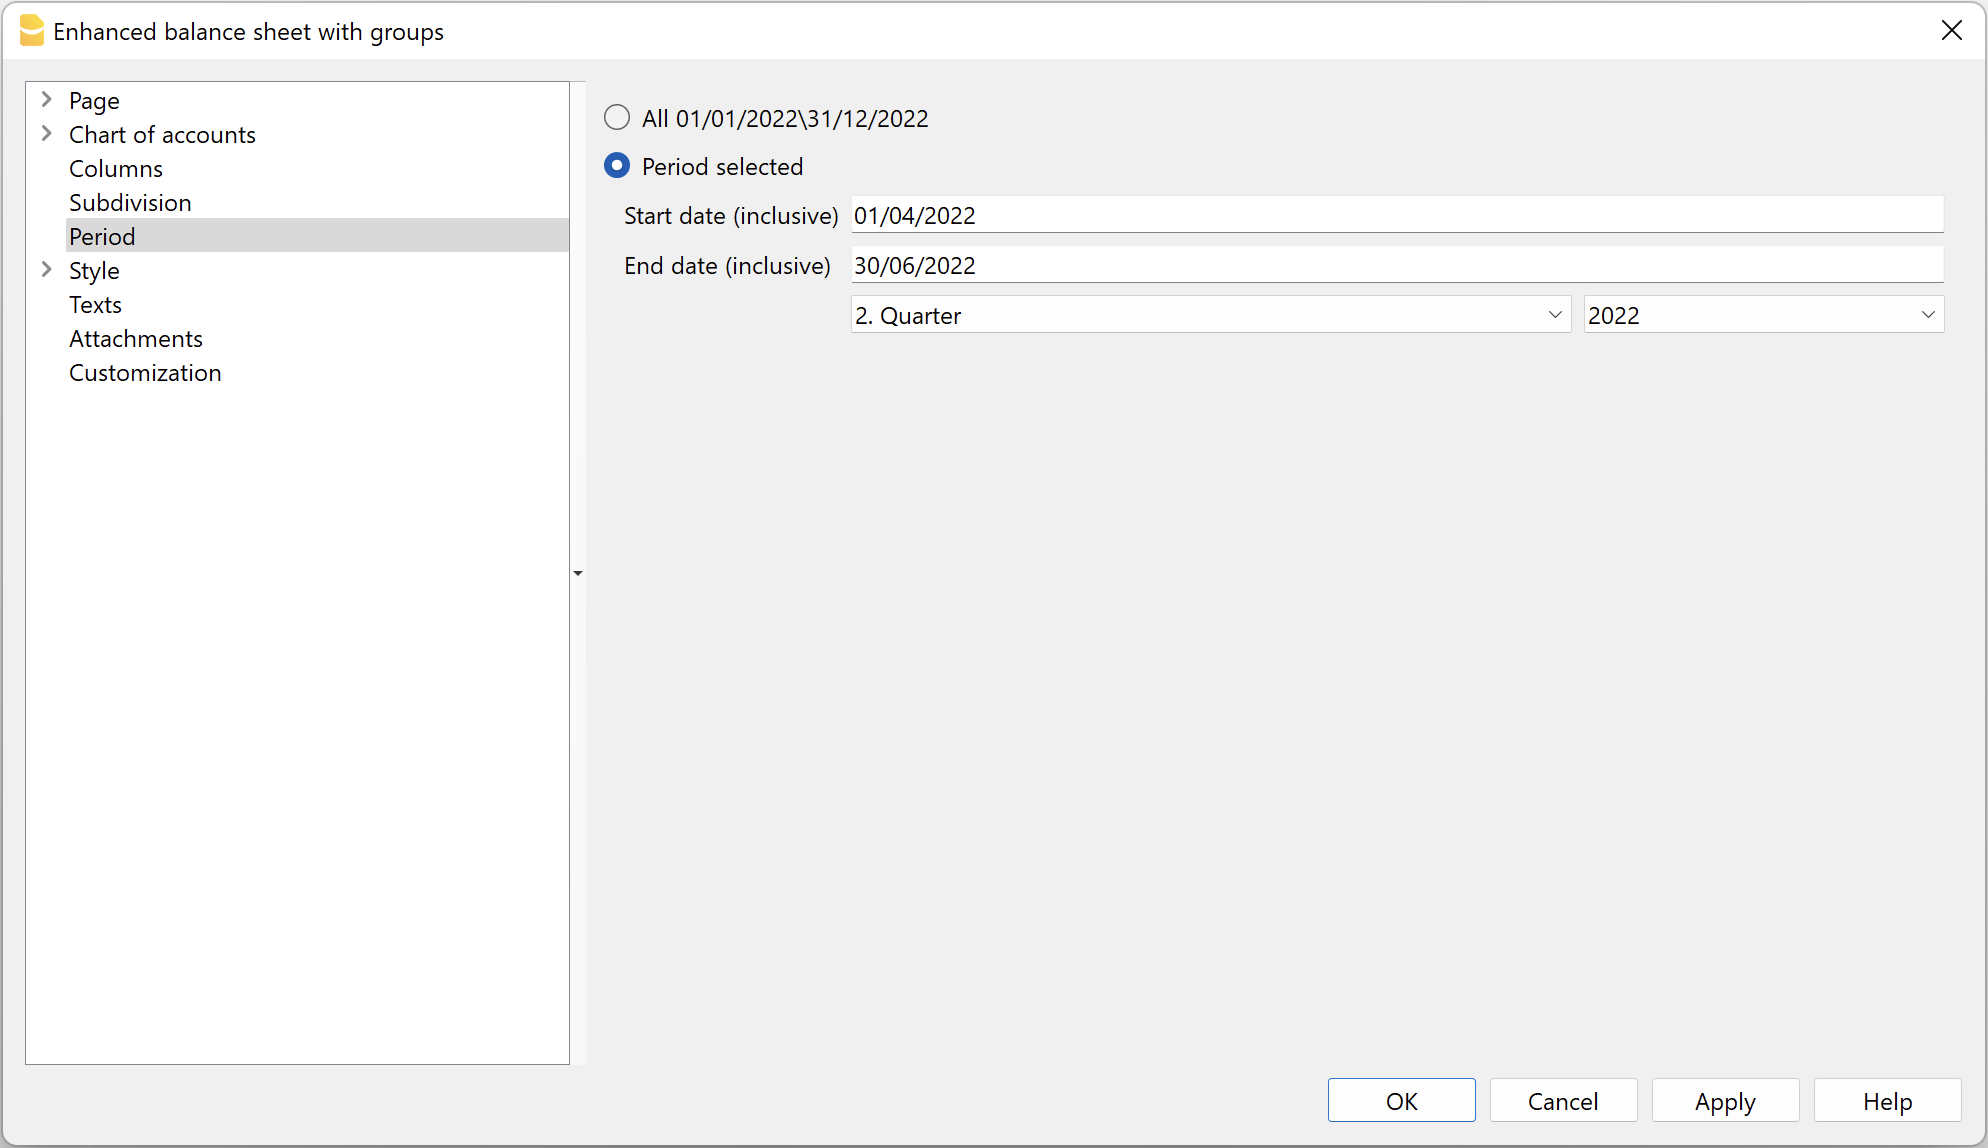 Enhanced balance sheet with groups
Page
Chart of accounts
Columns
Subdivision
Period
Style
Texts
Attachments
Customization
All 01/01/2022\31/12/2022
Period selected
Start date (inclusive) 01/04/2022
End date (inclusive) 30/06/2022
2. Quarter 2022
OK Cancel Apply Help